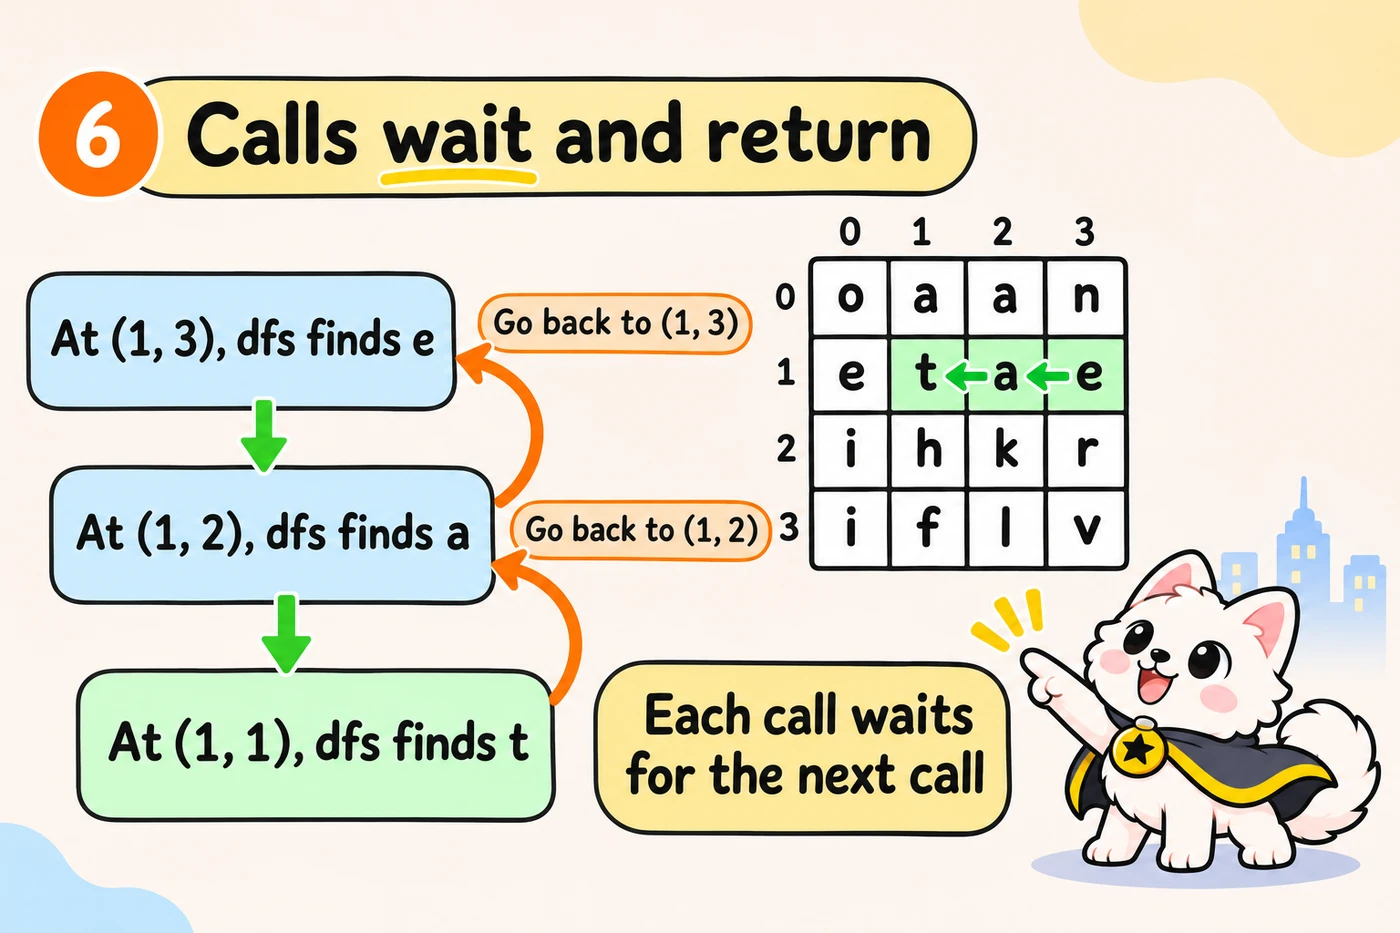 6 Calls wait and return
At (1, 3), dfs finds e
Go back to (1, 3)
At (1, 2), dfs finds a
Go back to (1, 2)
At (1, 1), dfs finds t
0 1 2 3
0 o a a n
1 e t a e
2 i h k r
3 i f l v
Each call waits
for the next call